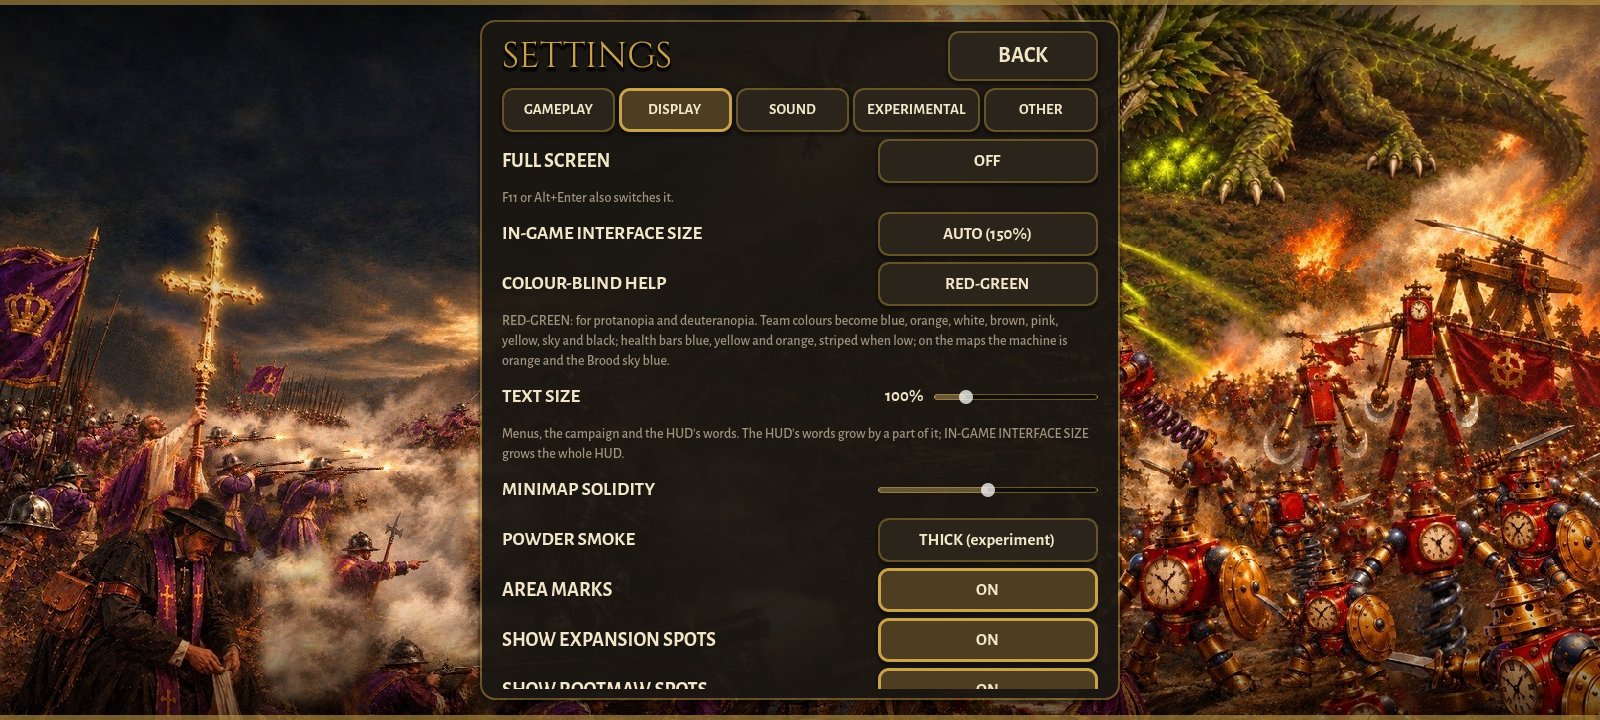 SETTINGS
BACK
GAMEPLAY
DISPLAY
SOUND
EXPERIMENTAL
OTHER
FULL SCREEN
OFF
F11 or Alt+Enter also switches it.
IN-GAME INTERFACE SIZE
AUTO (150%)
COLOUR-BLIND HELP
RED-GREEN
RED-GREEN: for protanopia and deuteranopia. Team colours become blue, orange, white, brown, pink,
yellow, sky and black; health bars blue, yellow and orange, striped when low; on the maps the machine is
orange and the Brood sky blue.
TEXT SIZE
100%
Menus, the campaign and the HUD's words. The HUD's words grow by a part of it; IN-GAME INTERFACE SIZE
grows the whole HUD.
MINIMAP SOLIDITY
POWDER SMOKE
THICK (experiment)
AREA MARKS
ON
SHOW EXPANSION SPOTS
ON
SHOW ROOTMAW SPOTS
ON